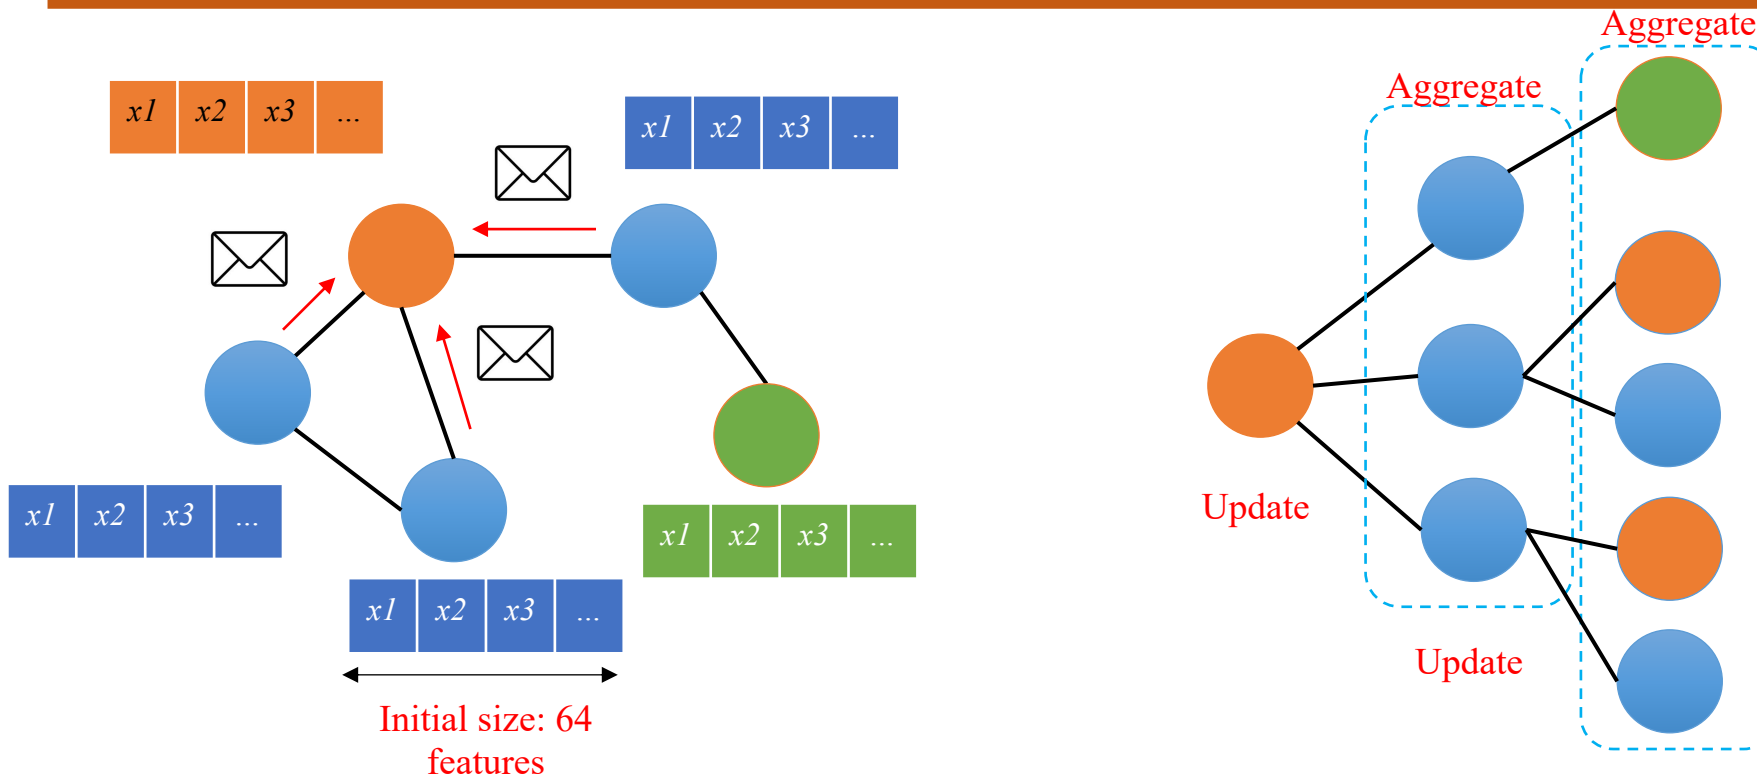 Aggregate
Aggregate
x1 x2 x3 ...
x1 x2 x3 ...
x1 x2 x3 ...
x1 x2 x3 ...
x1 x2 x3 ...
Update
Update
Initial size: 64
features